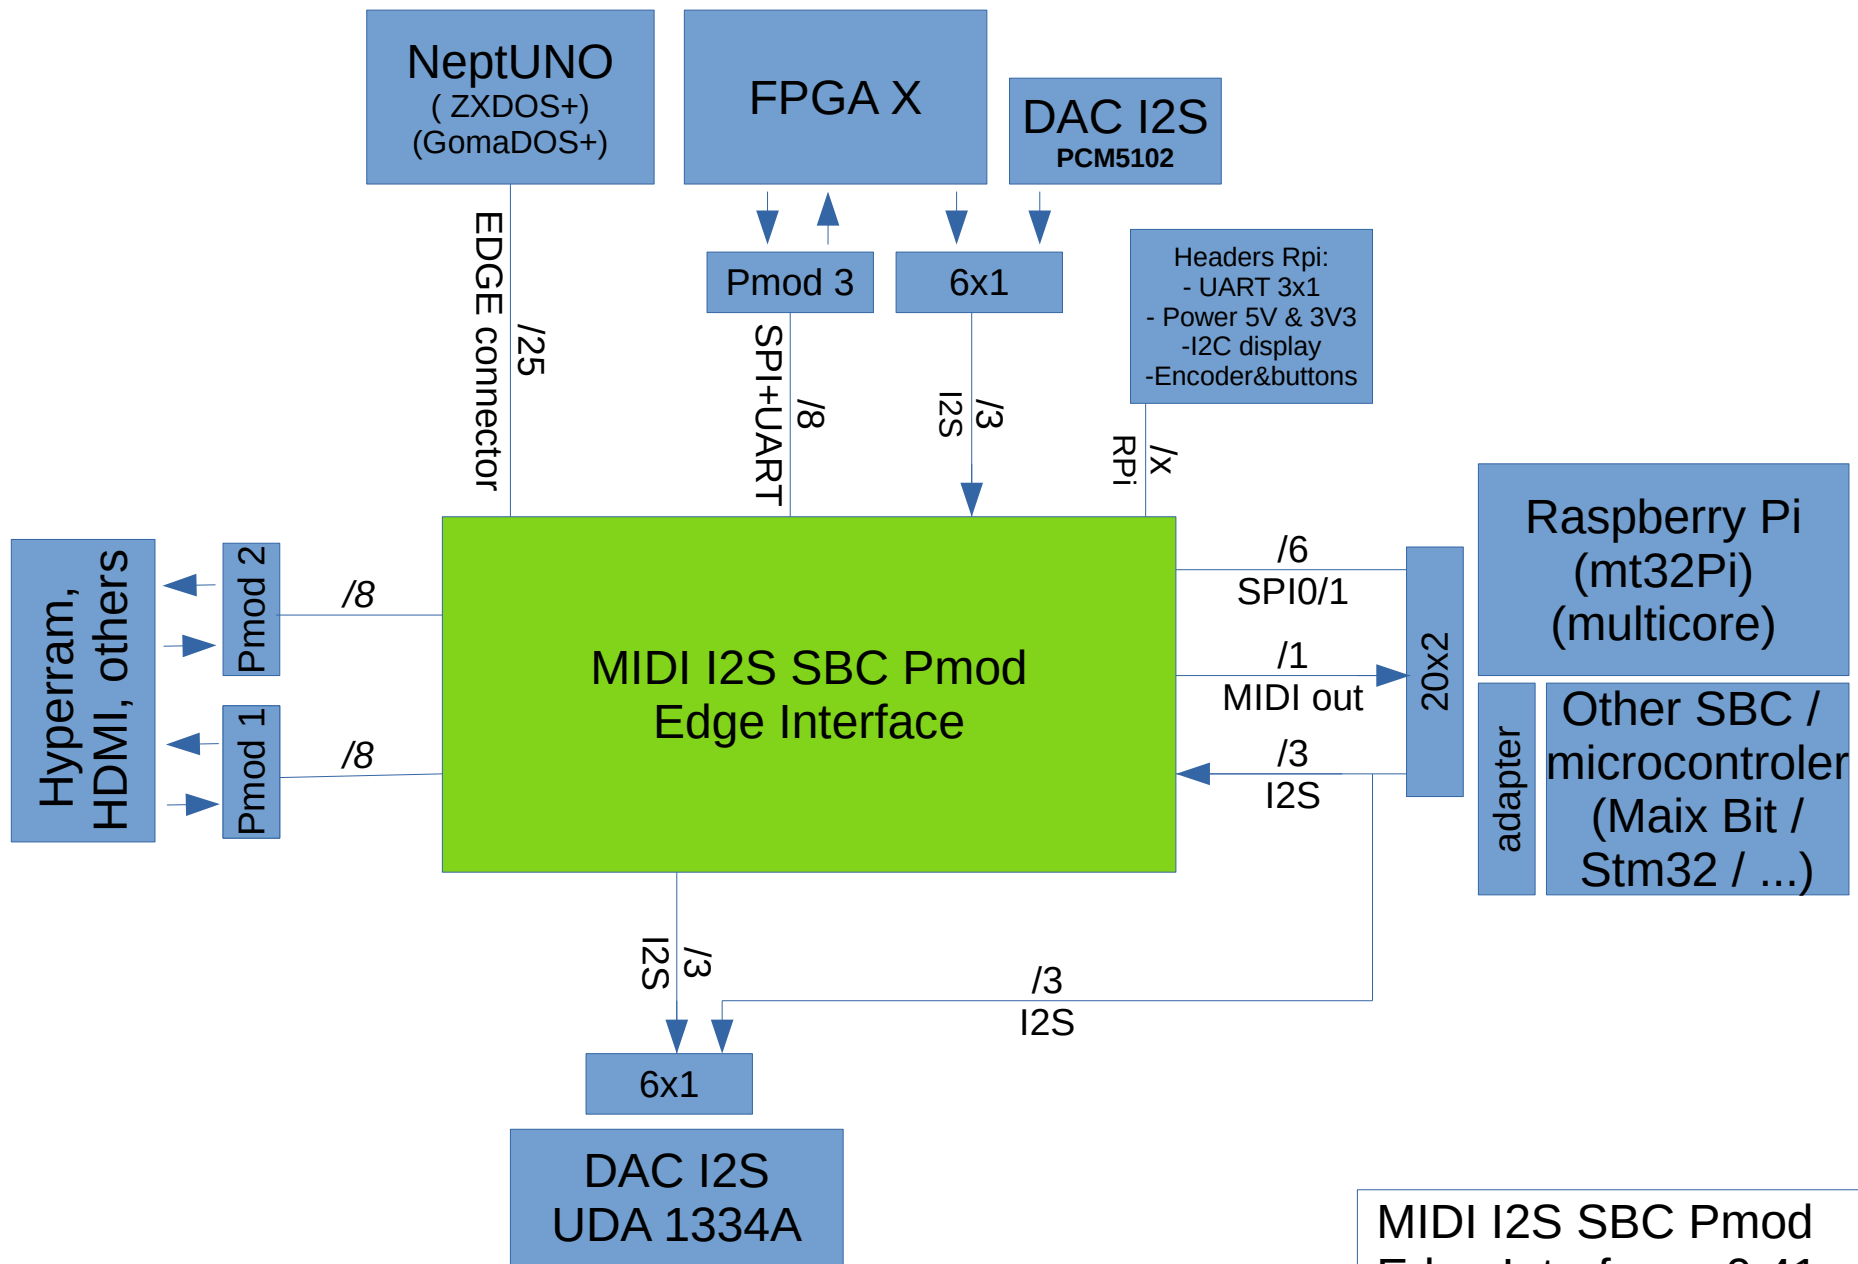 NeptUNO
( ZXDOS+)
(GomaDOS+)
FPGA X
DAC I2S
PCM5102
EDGE connector
/25
Pmod 3
6x1
SPI+UART
/8
I2S
/3
Headers Rpi:
- UART 3x1
- Power 5V & 3V3
-I2C display
-Encoder&buttons
RPi
/x
Hyperram,
HDMI, others
Pmod 2
/8
Pmod 1
/8
MIDI I2S SBC Pmod
Edge Interface
/6
SPI0/1
/1
MIDI out
/3
I2S
20x2
Raspberry Pi
(mt32Pi)
(multicore)
adapter
Other SBC /
microcontroler
(Maix Bit /
Stm32 / ...)
I2S
/3
/3
I2S
6x1
DAC I2S
UDA 1334A
MIDI I2S SBC Pmod
Edge Interface